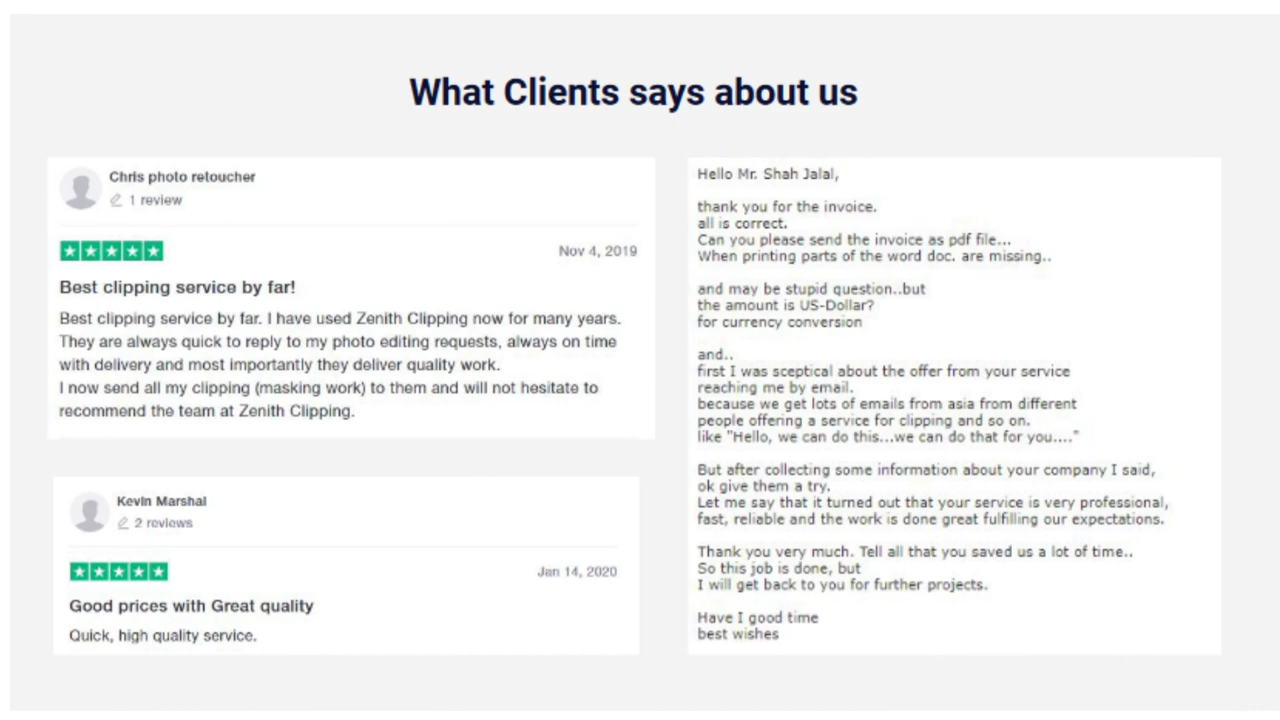 What Clients says about us
Chris photo retoucher
1 review
Nov 4, 2019
Best clipping service by far!
Best clipping service by far. I have used Zenith Clipping now for many years.
They are always quick to reply to my photo editing requests, always on time
with delivery and most importantly they deliver quality work.
I now send all my clipping (masking work) to them and will not hesitate to
recommend the team at Zenith Clipping.
Kevin Marshal
2 reviews
Jan 14, 2020
Good prices with Great quality
Quick, high quality service.
Hello Mr. Shah Jalal,
thank you for the invoice.
all is correct.
Can you please send the invoice as pdf file...
When printing parts of the word doc. are missing..
and may be stupid question..but
the amount is US-Dollar?
for currency conversion
and..
first I was sceptical about the offer from your service
reaching me by email.
because we get lots of emails from asia from different
people offering a service for clipping and so on.
like "Hello, we can do this...we can do that for you...."
But after collecting some information about your company I said,
ok give them a try.
Let me say that it turned out that your service is very professional,
fast, reliable and the work is done great fulfilling our expectations.
Thank you very much. Tell all that you saved us a lot of time..
So this job is done, but
I will get back to you for further projects.
Have I good time
best wishes